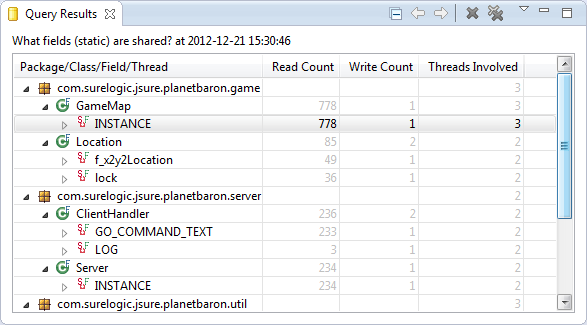 Query Results
What fields (static) are shared? at 2012-12-21 15:30:46
Package/Class/Field/Thread Read Count Write Count Threads Involved
com.surelogic.jsure.planetbaron.game 3
GameMap 778 1 3
INSTANCE 778 1 3
Location 85 2 2
f_x2y2Location 49 1 2
lock 36 1 2
com.surelogic.jsure.planetbaron.server 2
ClientHandler 236 2 2
GO_COMMAND_TEXT 233 1 2
LOG 3 1 2
Server 234 1 2
INSTANCE 234 1 2
com.surelogic.jsure.planetbaron.util 3